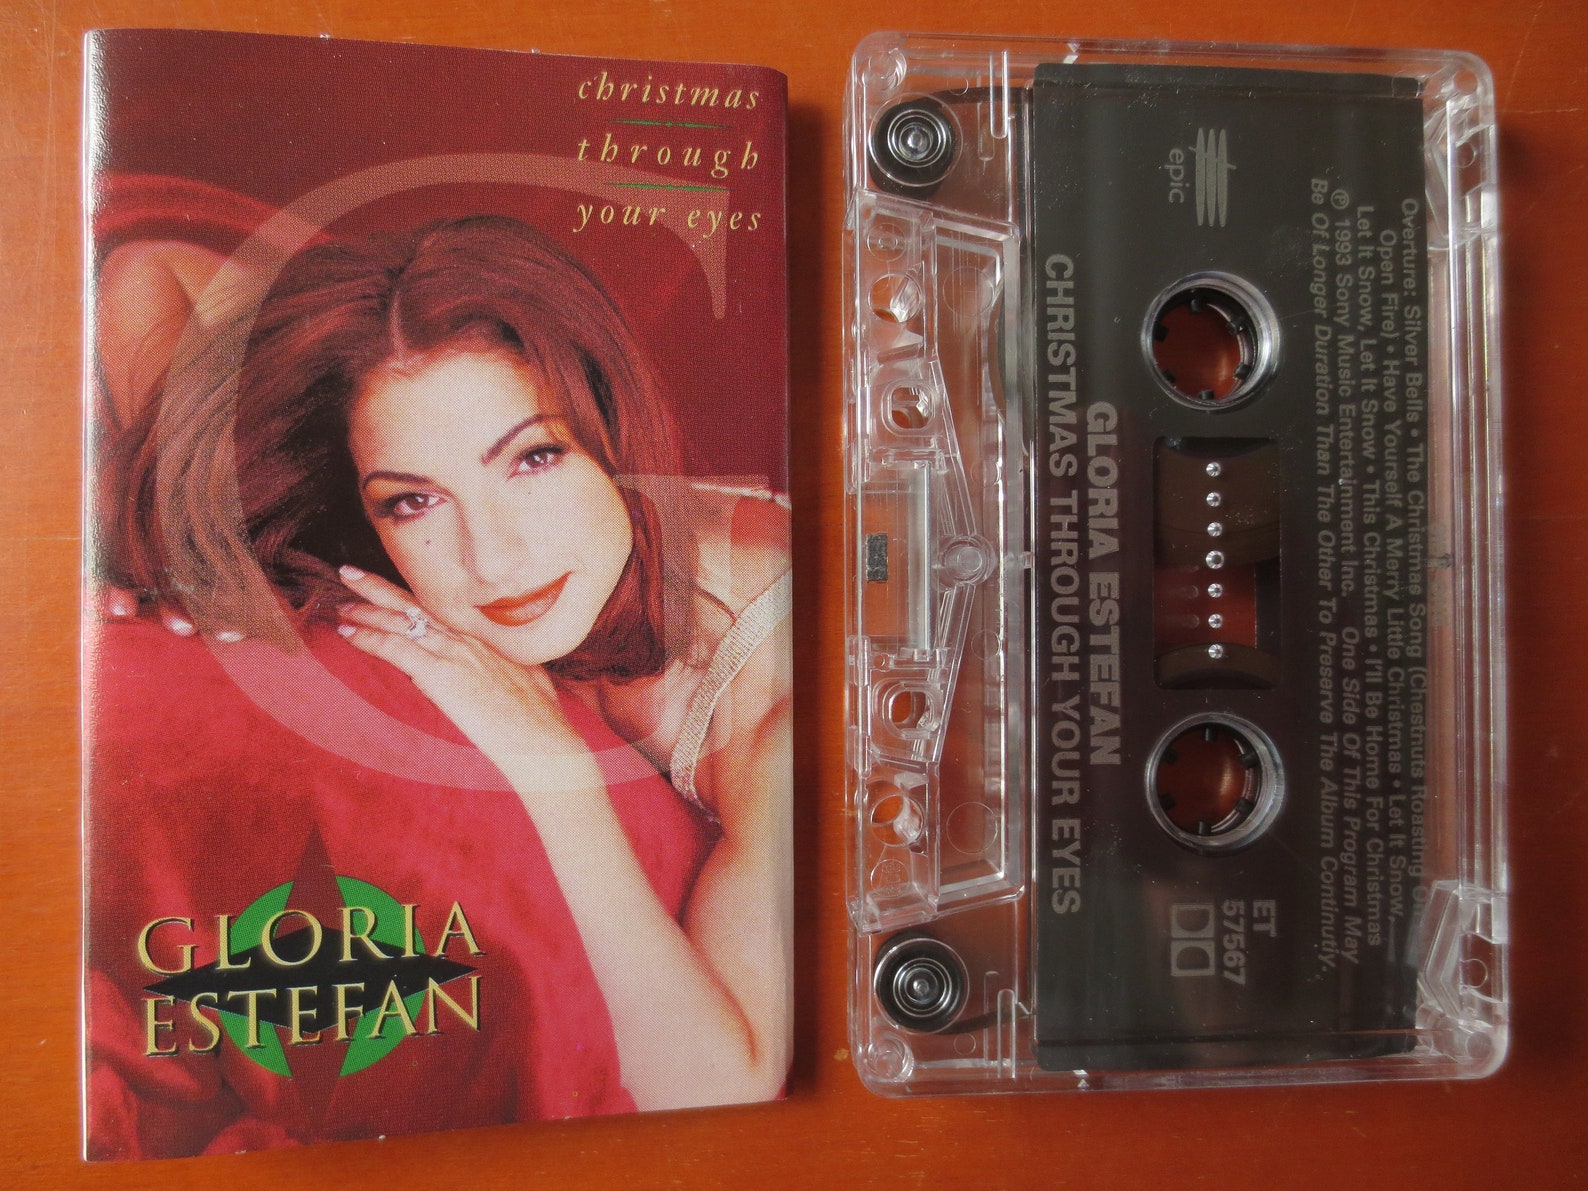 christmas
through
your eyes
G
GLORIA
ESTEFAN
epic
GLORIA ESTEFAN
CHRISTMAS THROUGH YOUR EYES
ET
57567
Overture: Silver Bells • The Christmas Song (Chestnuts Roasting On
Open Fire) • Have Yourself A Merry Little Christmas • Let It Snow,
Let It Snow, Let It Snow • This Christmas • I'll Be Home For Christmas
℗ 1993 Sony Music Entertainment Inc. One Side Of This Program May
Be Of Longer Duration Than The Other To Preserve The Album Continutiy.